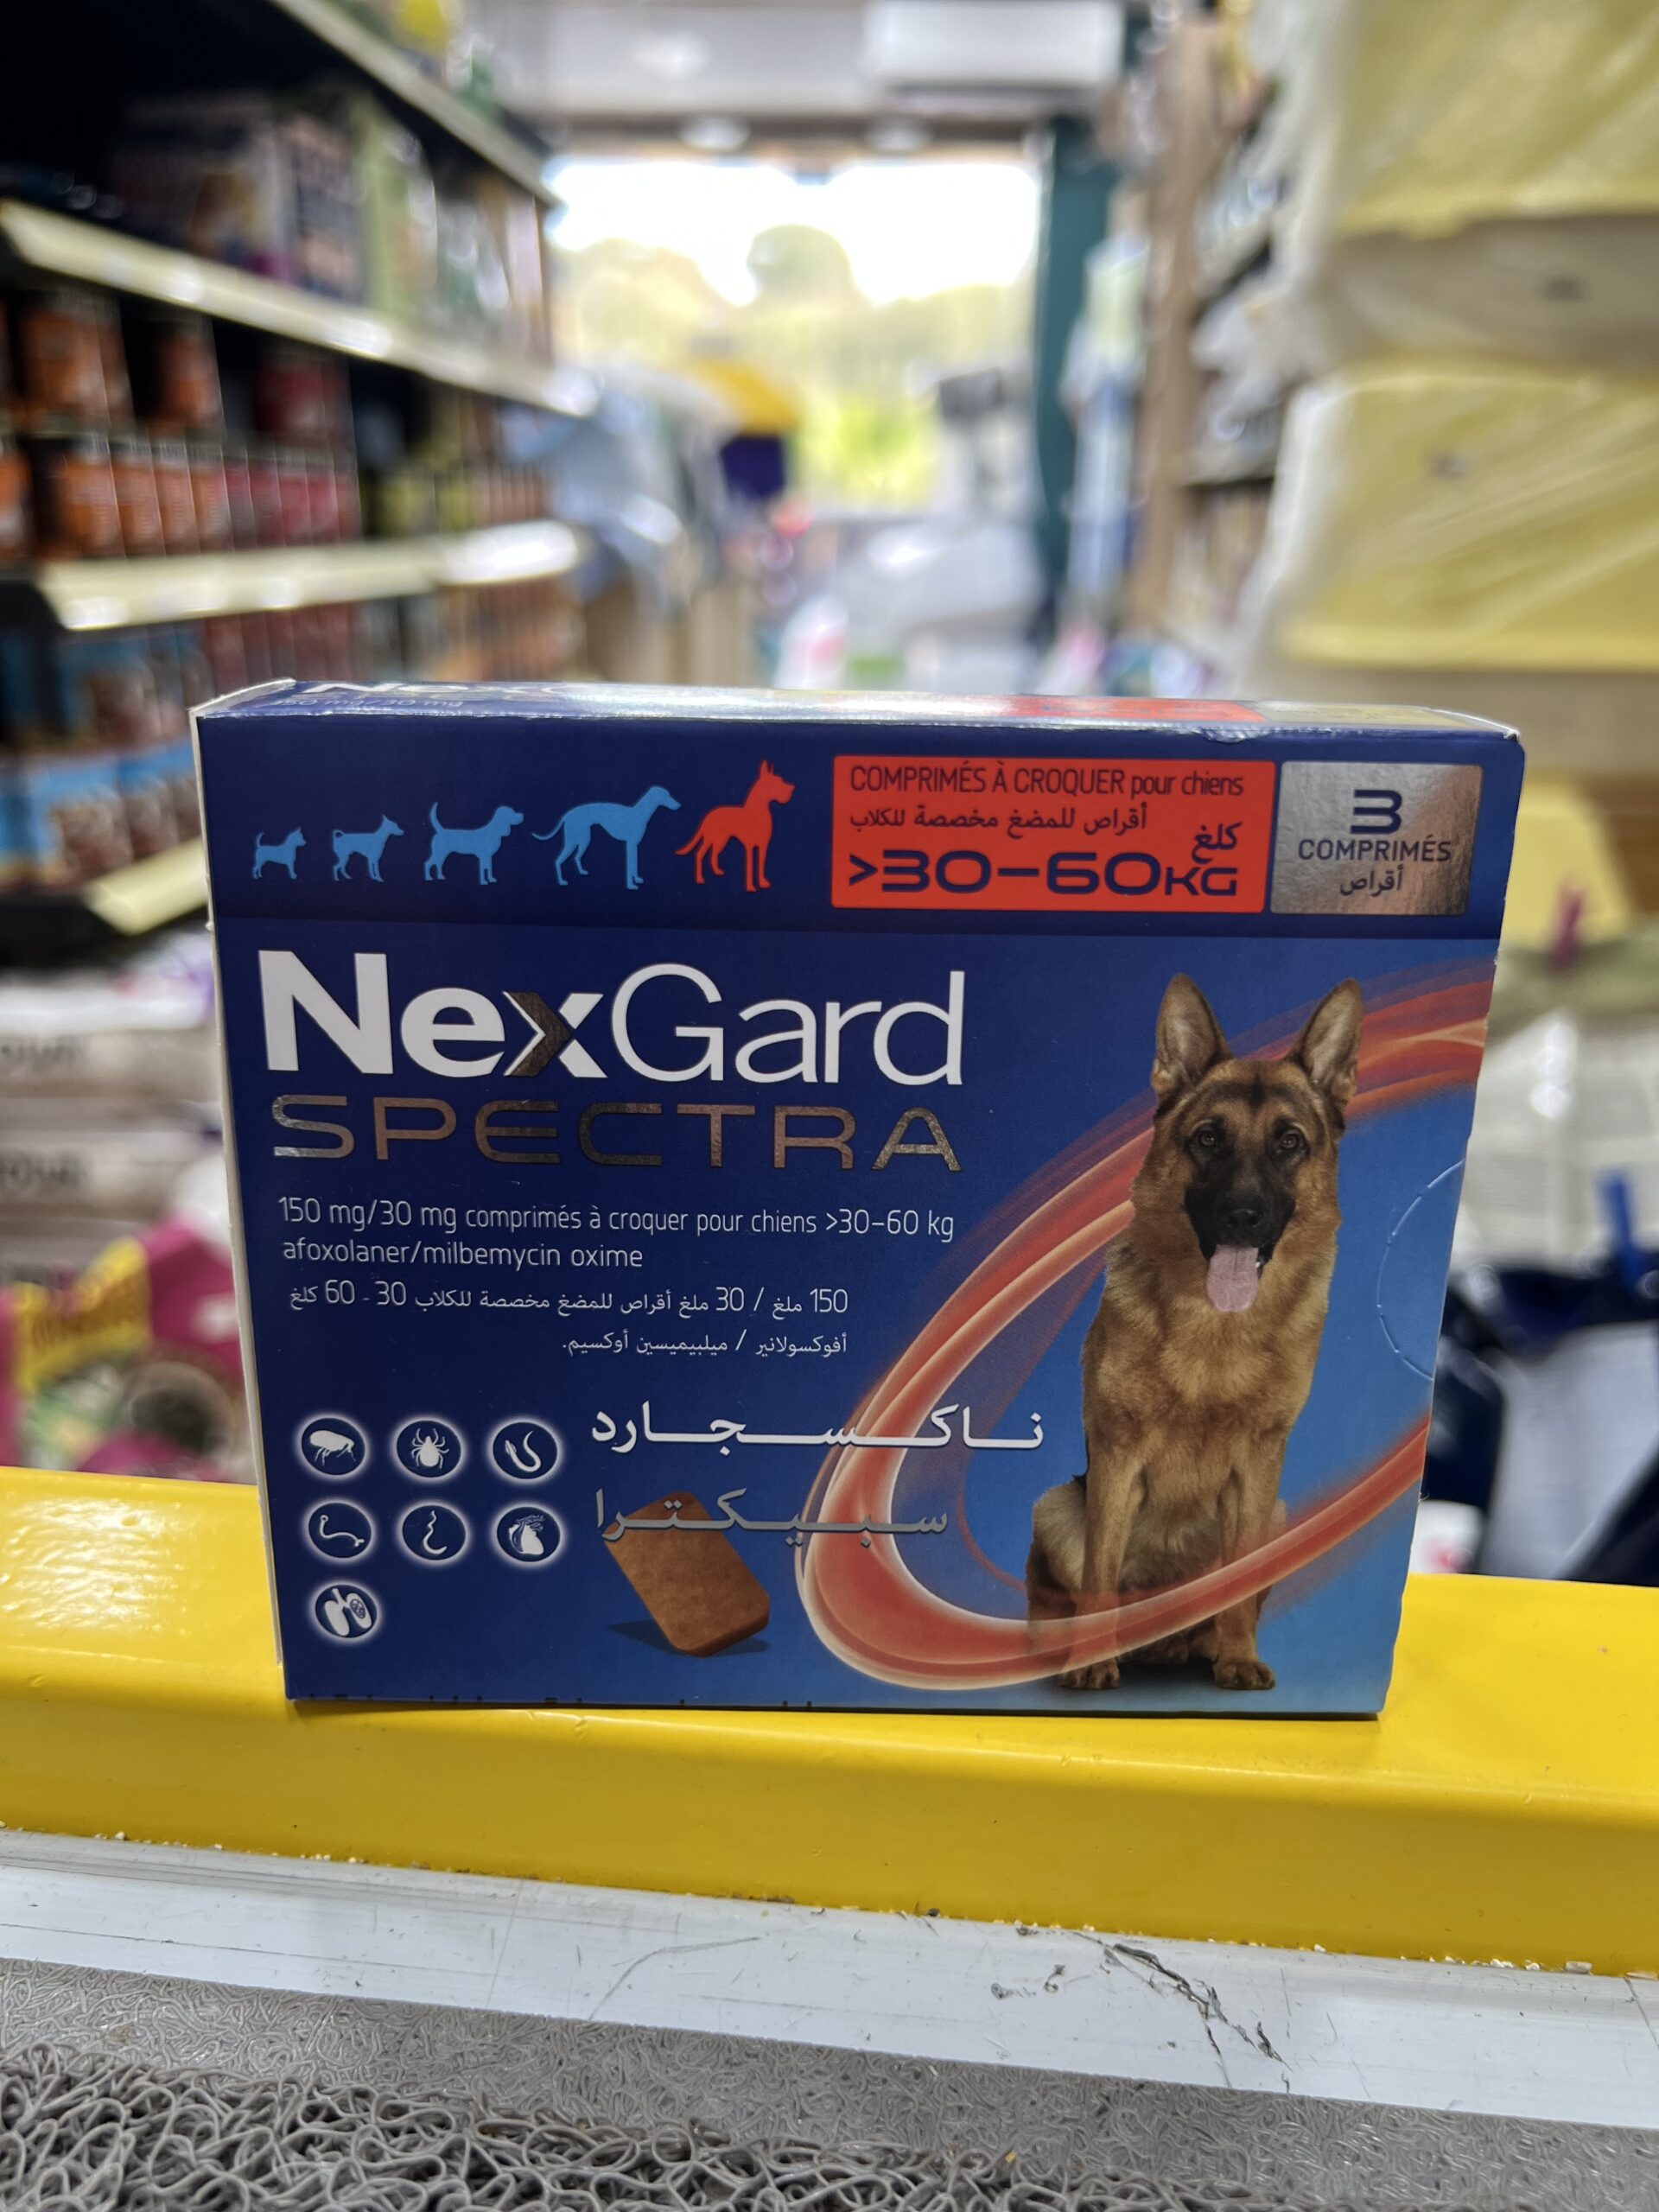 COMPRIMÉS À CROQUER pour chiens
أقراص للمضغ مخصصة للكلاب
كلغ
>30–60KG
3
COMPRIMÉS
أقراص
NexGard
SPECTRA
150 mg/30 mg comprimés à croquer pour chiens >30–60 kg
afoxolaner/milbemycin oxime
150 ملغ / 30 ملغ أقراص للمضغ مخصصة للكلاب 30 - 60 كلغ
أفوكسولانير / ميلبيميسين أوكسيم.
ناكسجارد
سبيكترا